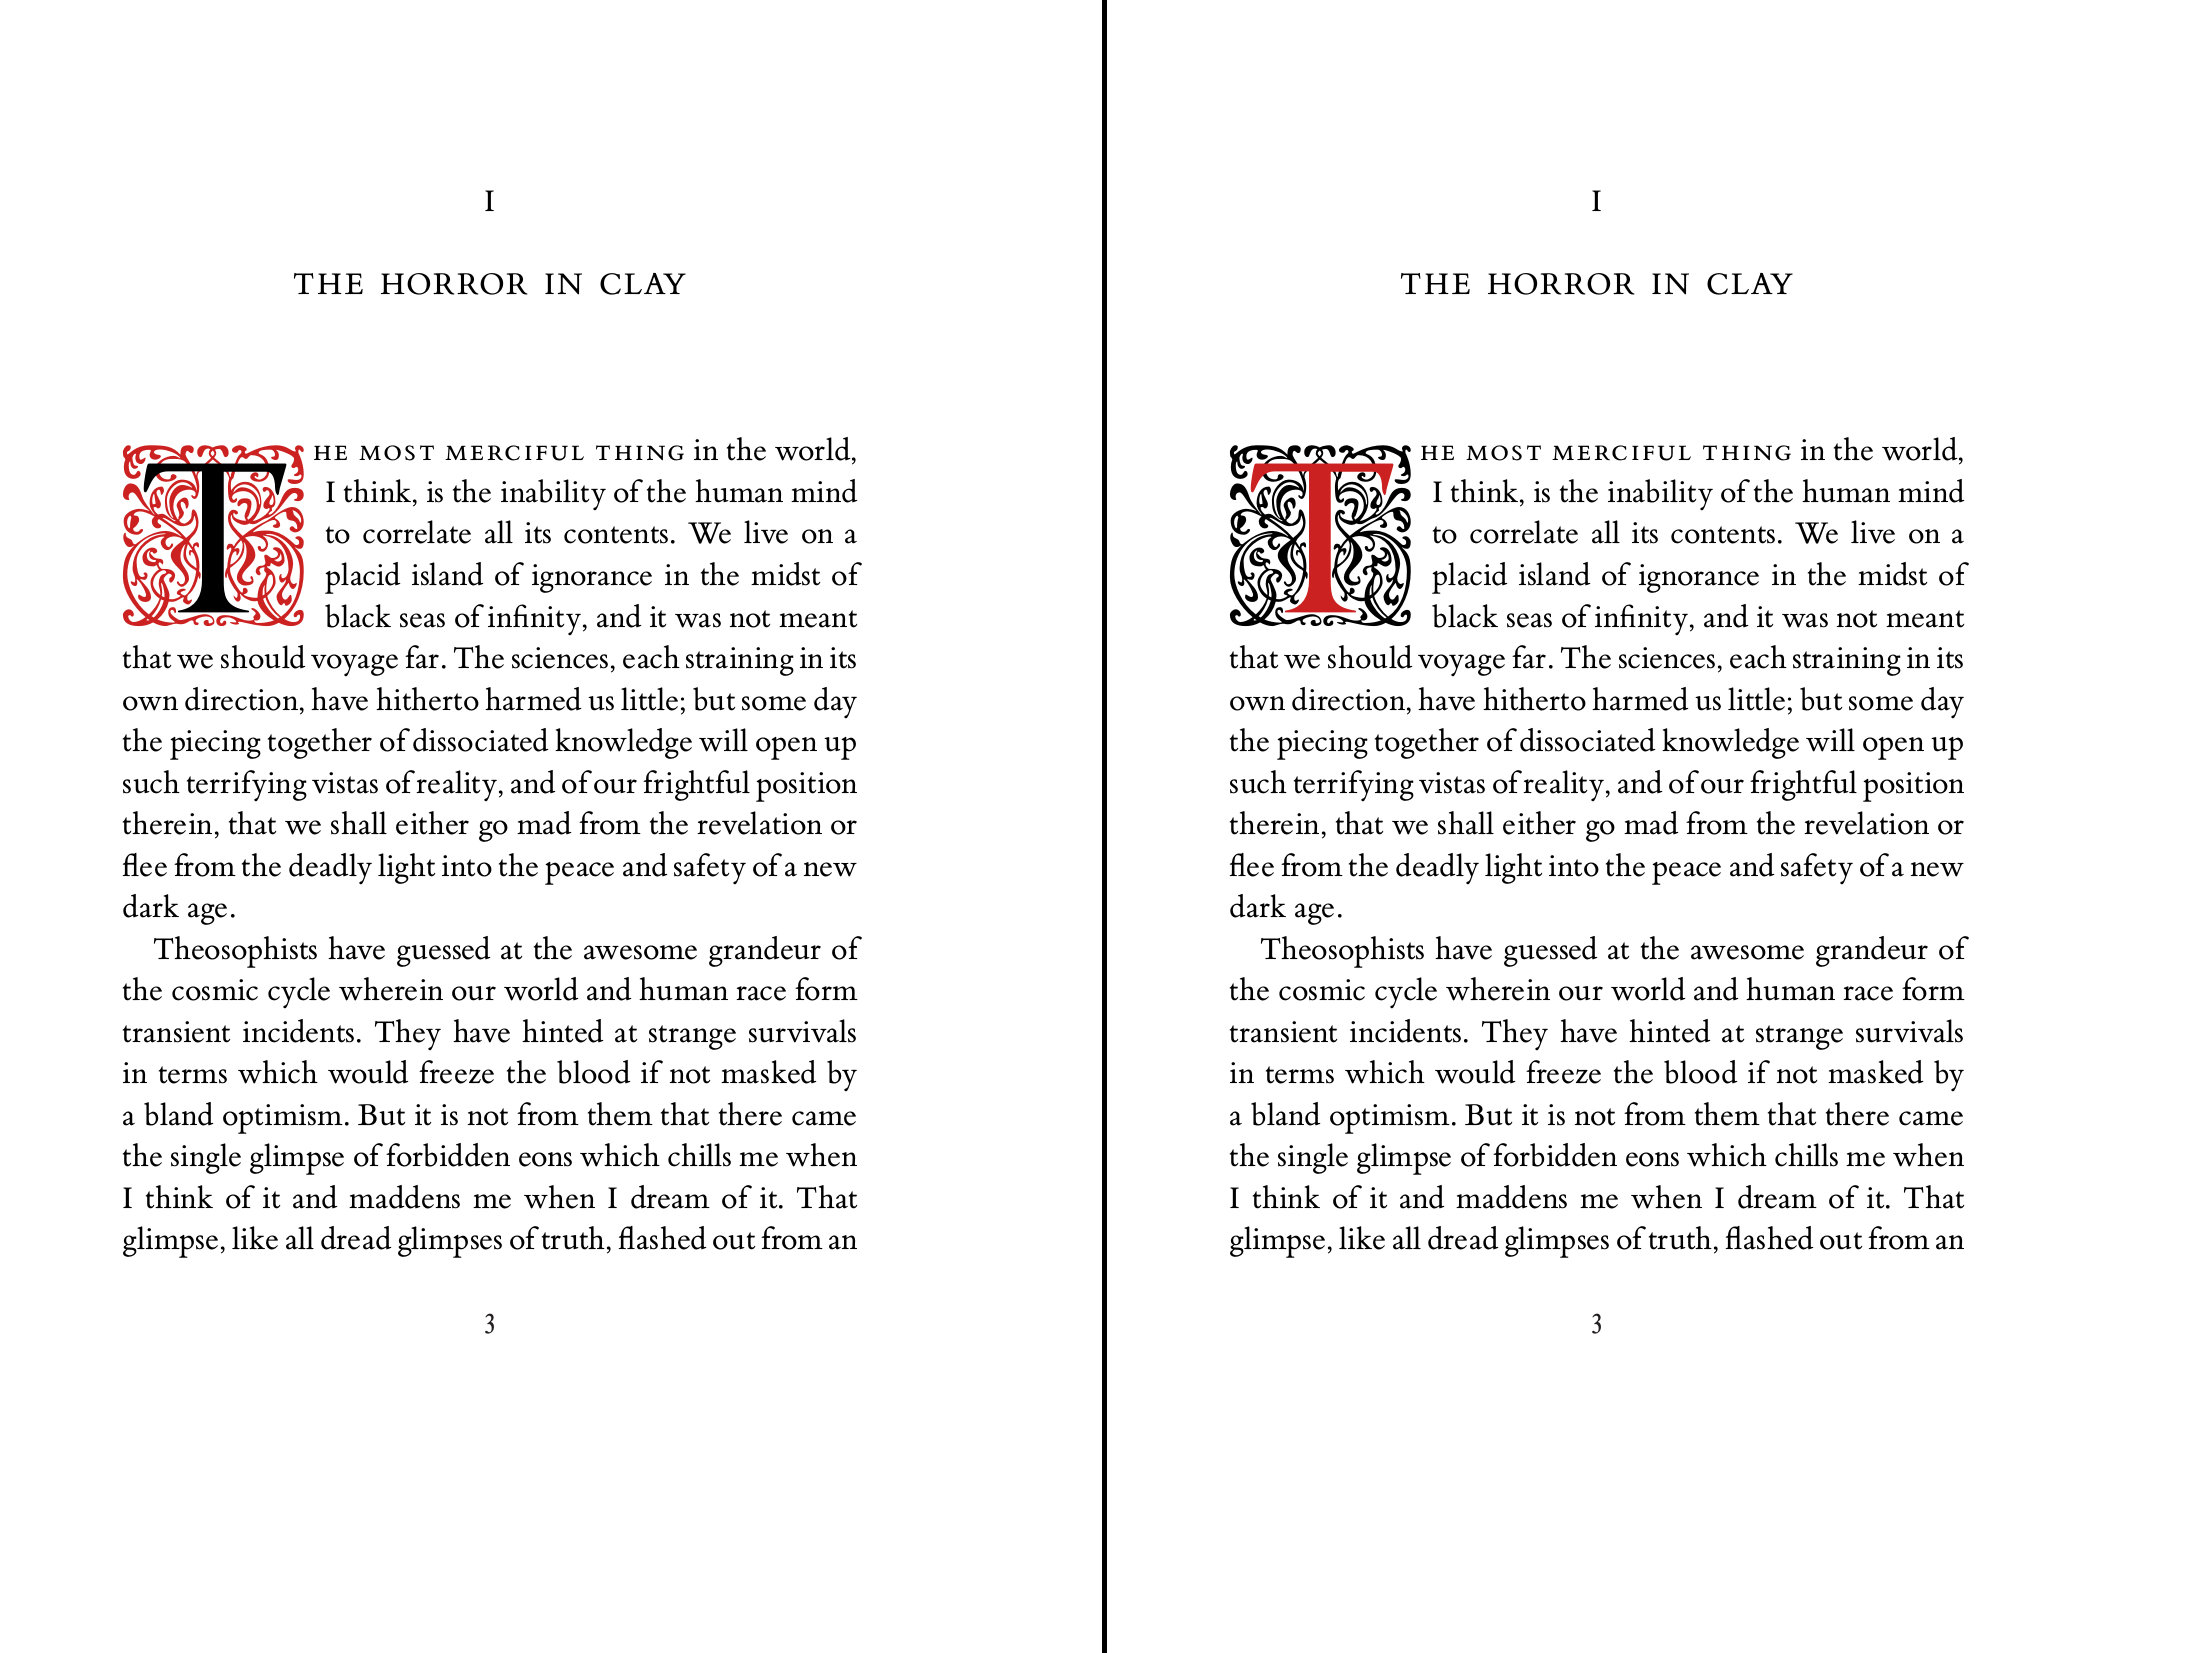 I
THE HORROR IN CLAY
THE MOST MERCIFUL THING in the world,
I think, is the inability of the human mind
to correlate all its contents. We live on a
placid island of ignorance in the midst of
black seas of infinity, and it was not meant
that we should voyage far. The sciences, each straining in its
own direction, have hitherto harmed us little; but some day
the piecing together of dissociated knowledge will open up
such terrifying vistas of reality, and of our frightful position
therein, that we shall either go mad from the revelation or
flee from the deadly light into the peace and safety of a new
dark age.
Theosophists have guessed at the awesome grandeur of
the cosmic cycle wherein our world and human race form
transient incidents. They have hinted at strange survivals
in terms which would freeze the blood if not masked by
a bland optimism. But it is not from them that there came
the single glimpse of forbidden eons which chills me when
I think of it and maddens me when I dream of it. That
glimpse, like all dread glimpses of truth, flashed out from an
3
I
THE HORROR IN CLAY
THE MOST MERCIFUL THING in the world,
I think, is the inability of the human mind
to correlate all its contents. We live on a
placid island of ignorance in the midst of
black seas of infinity, and it was not meant
that we should voyage far. The sciences, each straining in its
own direction, have hitherto harmed us little; but some day
the piecing together of dissociated knowledge will open up
such terrifying vistas of reality, and of our frightful position
therein, that we shall either go mad from the revelation or
flee from the deadly light into the peace and safety of a new
dark age.
Theosophists have guessed at the awesome grandeur of
the cosmic cycle wherein our world and human race form
transient incidents. They have hinted at strange survivals
in terms which would freeze the blood if not masked by
a bland optimism. But it is not from them that there came
the single glimpse of forbidden eons which chills me when
I think of it and maddens me when I dream of it. That
glimpse, like all dread glimpses of truth, flashed out from an
3